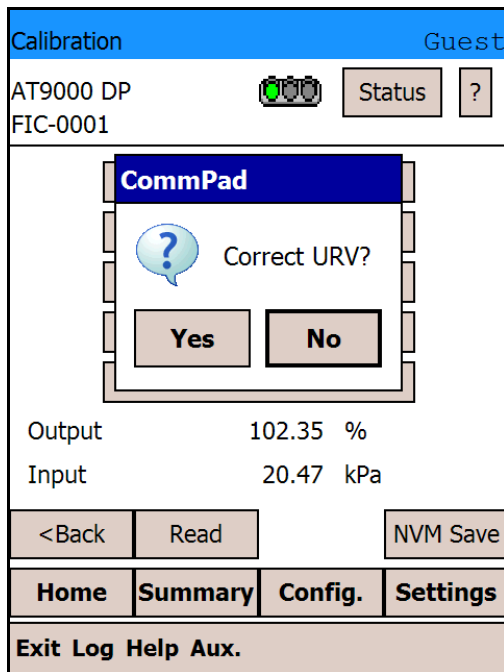 Calibration Guest
AT9000 DP
Status ?
FIC-0001
CommPad
?
Correct URV?
Yes No
Output 102.35 %
Input 20.47 kPa
<Back Read NVM Save
Home Summary Config. Settings
Exit Log Help Aux.